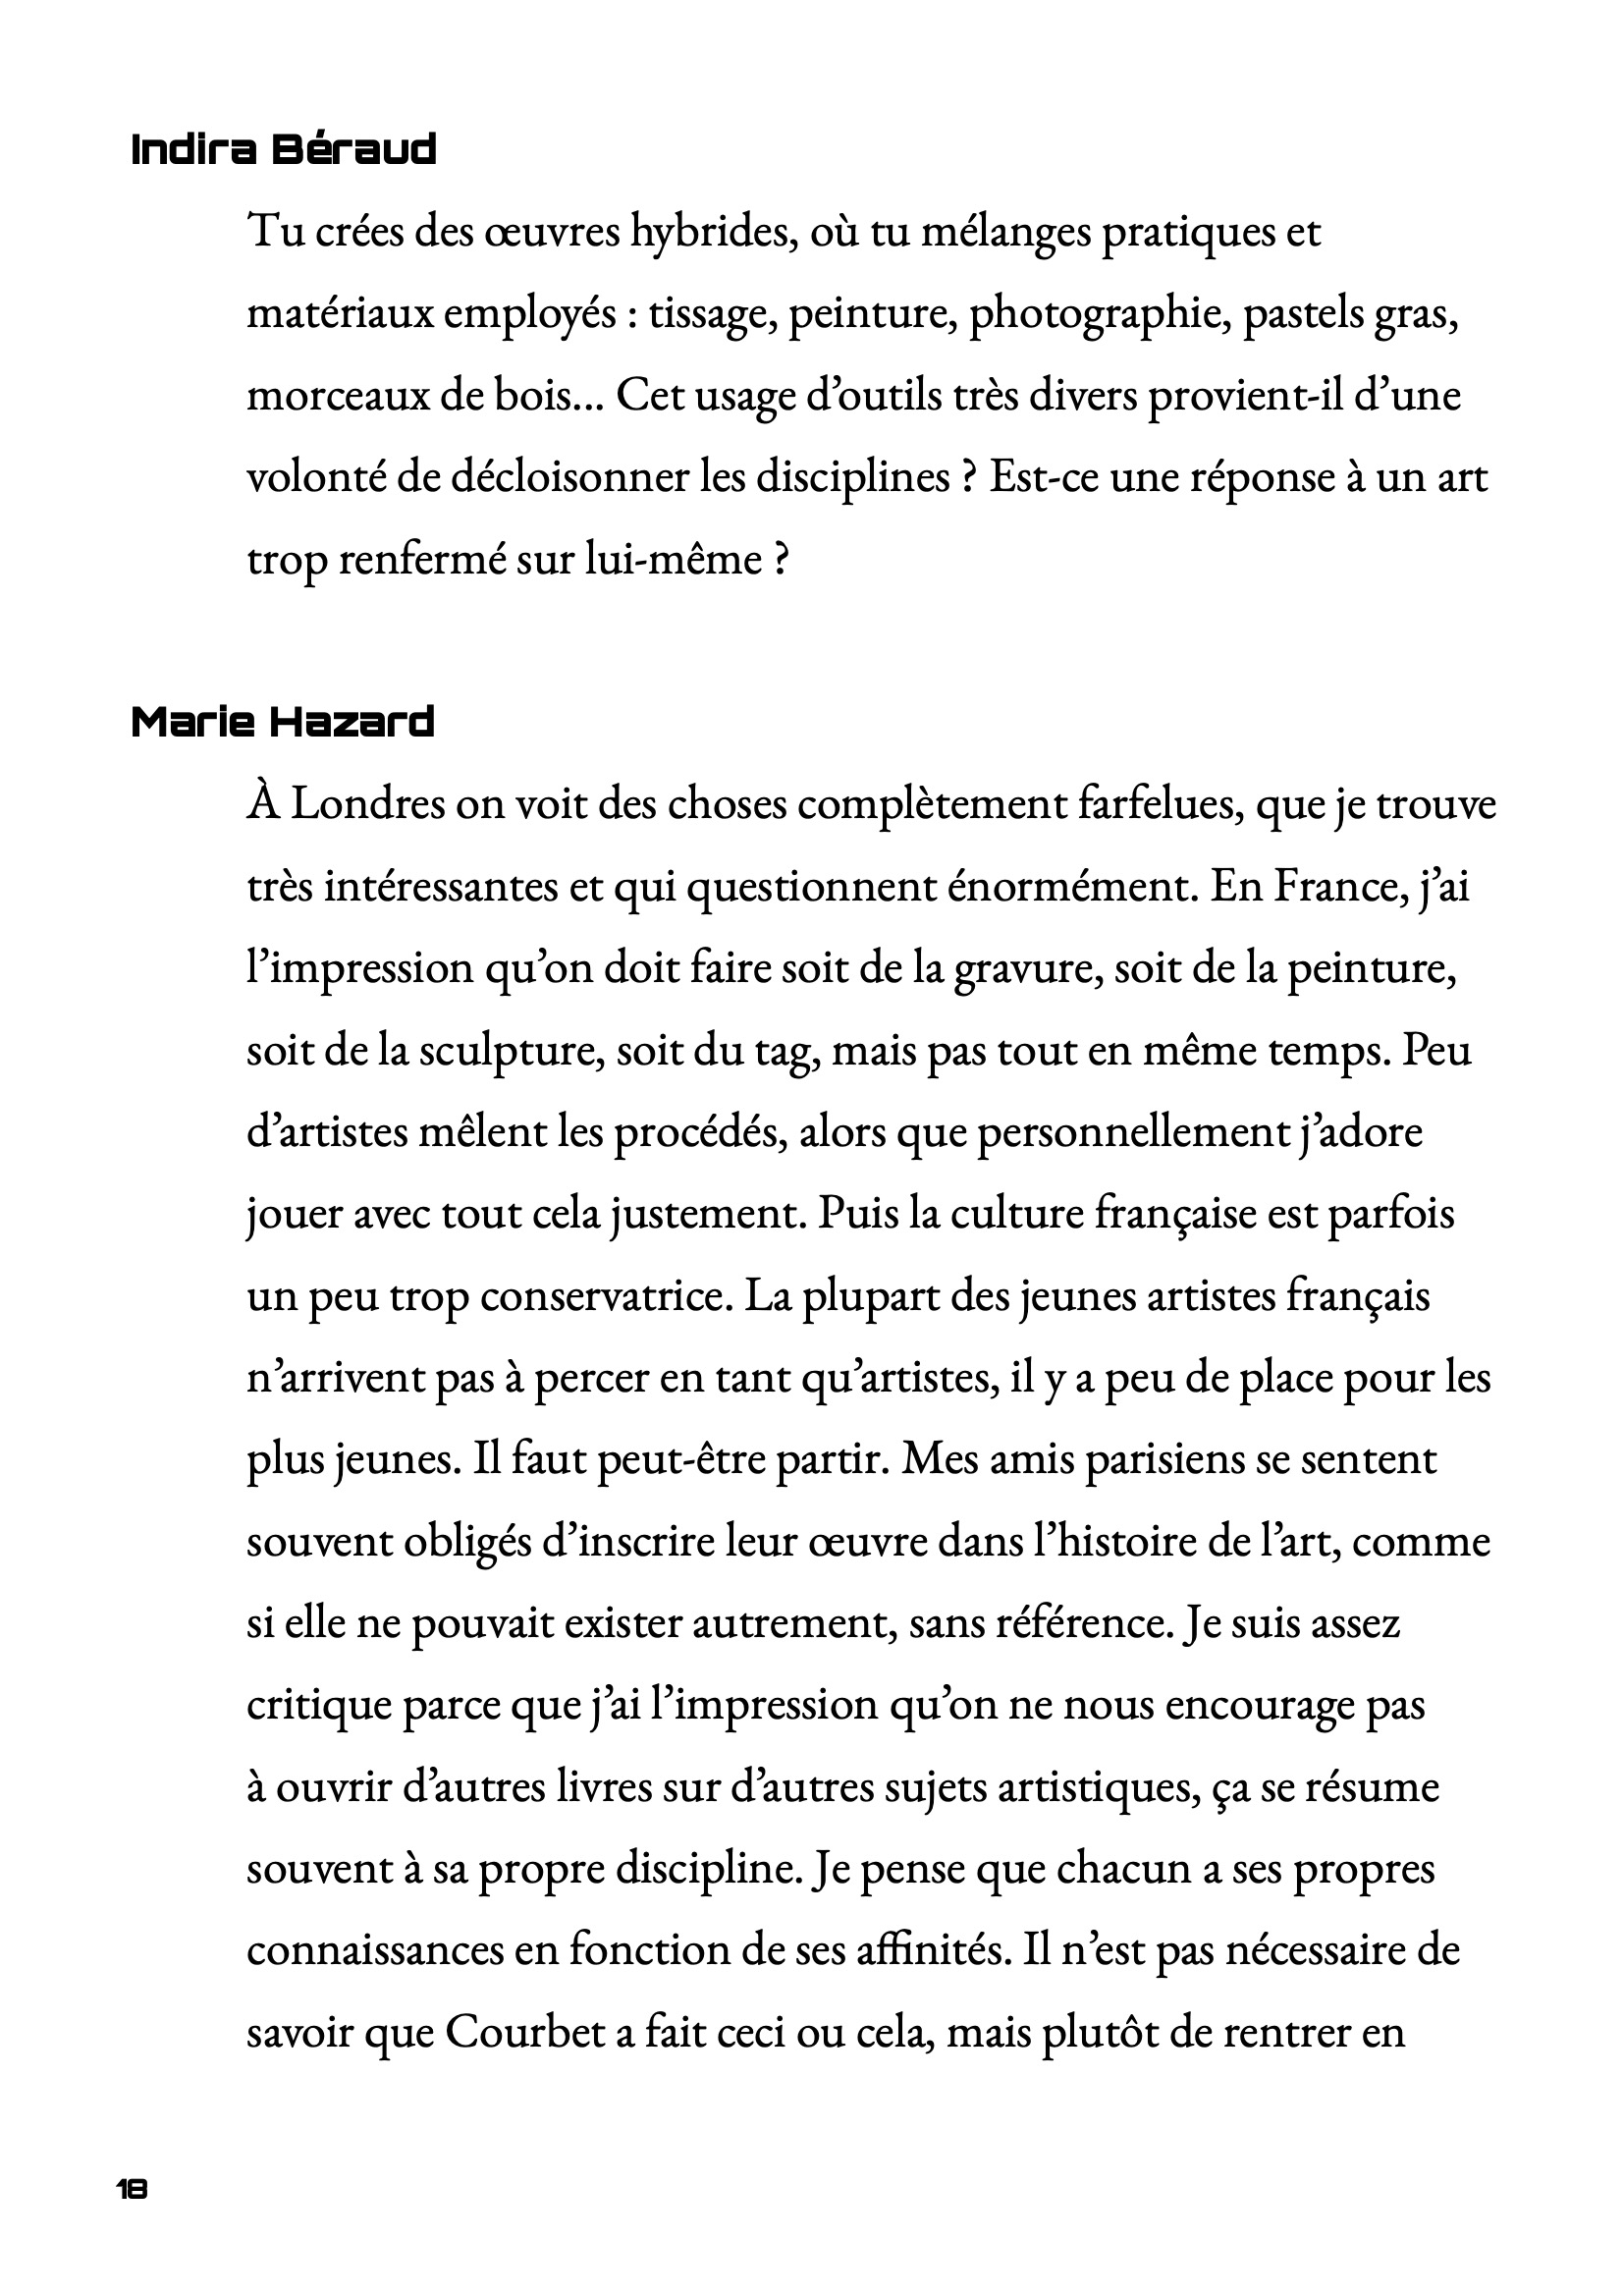 Indira Béraud
Tu crées des œuvres hybrides, où tu mélanges pratiques et
matériaux employés : tissage, peinture, photographie, pastels gras,
morceaux de bois... Cet usage d’outils très divers provient-il d’une
volonté de décloisonner les disciplines ? Est-ce une réponse à un art
trop renfermé sur lui-même ?
Marie Hazard
À Londres on voit des choses complètement farfelues, que je trouve
très intéressantes et qui questionnent énormément. En France, j’ai
l’impression qu’on doit faire soit de la gravure, soit de la peinture,
soit de la sculpture, soit du tag, mais pas tout en même temps. Peu
d’artistes mêlent les procédés, alors que personnellement j’adore
jouer avec tout cela justement. Puis la culture française est parfois
un peu trop conservatrice. La plupart des jeunes artistes français
n’arrivent pas à percer en tant qu’artistes, il y a peu de place pour les
plus jeunes. Il faut peut-être partir. Mes amis parisiens se sentent
souvent obligés d’inscrire leur œuvre dans l’histoire de l’art, comme
si elle ne pouvait exister autrement, sans référence. Je suis assez
critique parce que j’ai l’impression qu’on ne nous encourage pas
à ouvrir d’autres livres sur d’autres sujets artistiques, ça se résume
souvent à sa propre discipline. Je pense que chacun a ses propres
connaissances en fonction de ses affinités. Il n’est pas nécessaire de
savoir que Courbet a fait ceci ou cela, mais plutôt de rentrer en
18